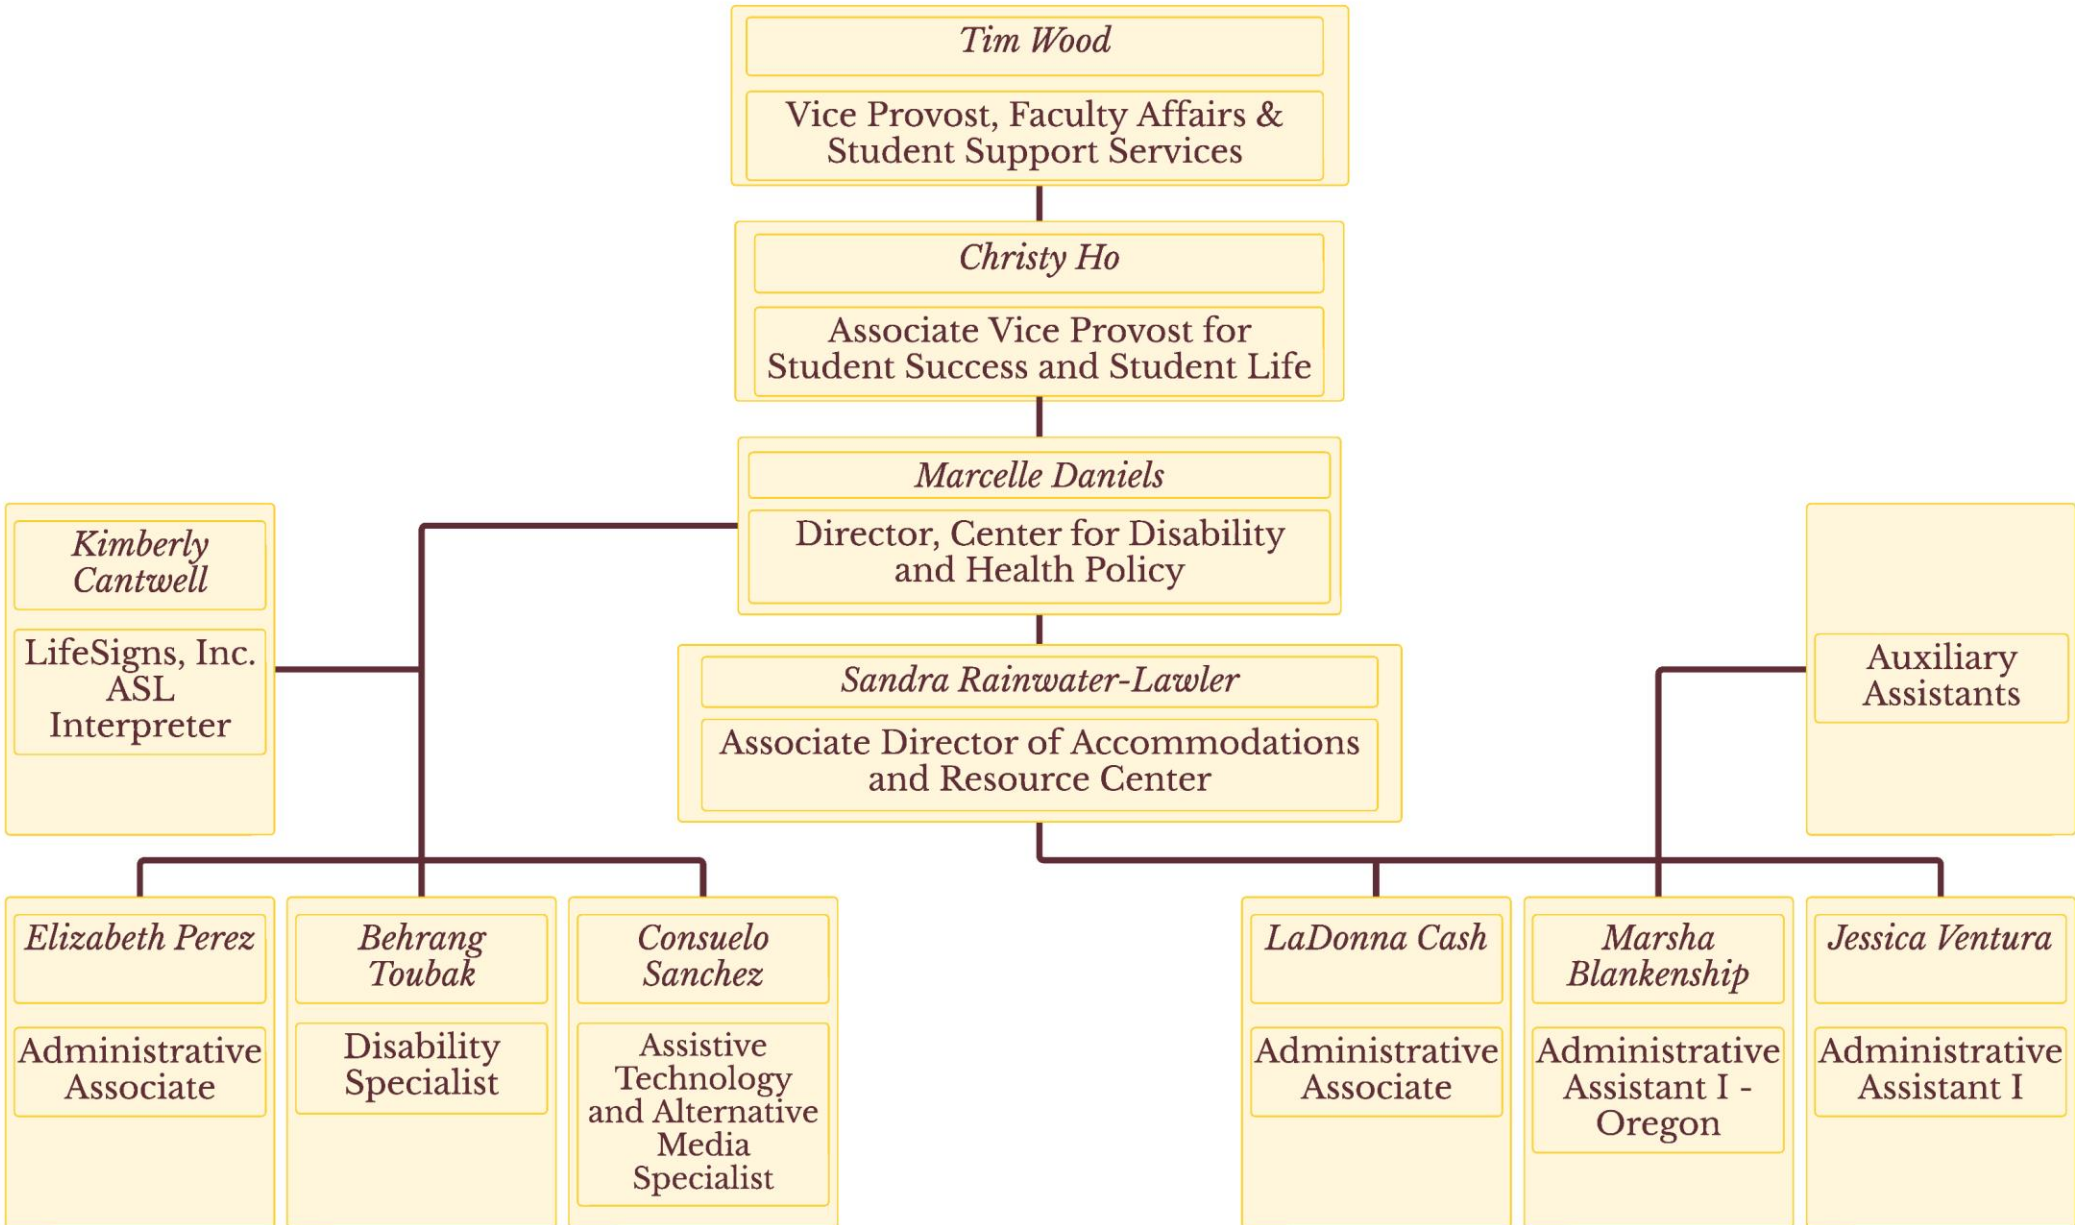 Tim Wood
Vice Provost, Faculty Affairs &
Student Support Services
Christy Ho
Associate Vice Provost for
Student Success and Student Life
Marcelle Daniels
Director, Center for Disability
and Health Policy
Kimberly
Cantwell
LifeSigns, Inc.
ASL
Interpreter
Sandra Rainwater-Lawler
Associate Director of Accommodations
and Resource Center
Auxiliary
Assistants
Elizabeth Perez
Administrative
Associate
Behrang
Toubak
Disability
Specialist
Consuelo
Sanchez
Assistive
Technology
and Alternative
Media
Specialist
LaDonna Cash
Administrative
Associate
Marsha
Blankenship
Administrative
Assistant I -
Oregon
Jessica Ventura
Administrative
Assistant I